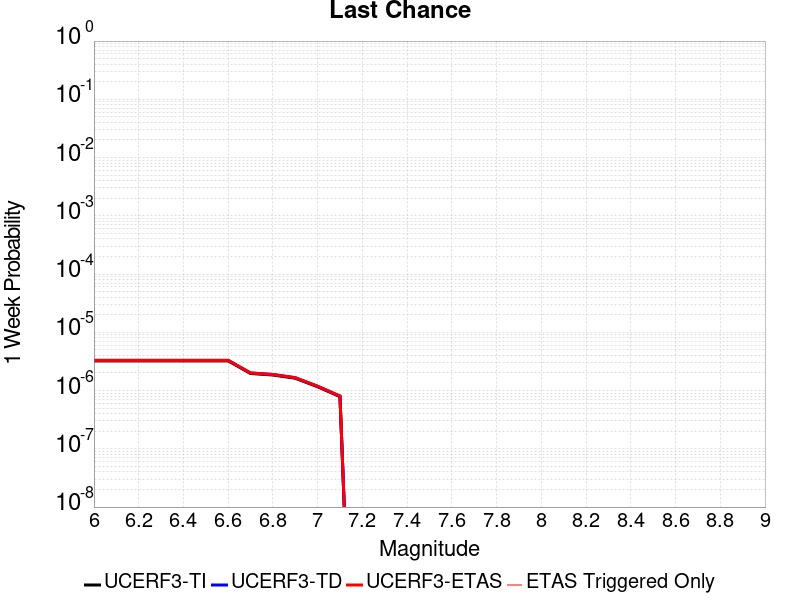 Last Chance
10 0
10 -1
10 -2
10 -3
10 -4
10 -5
10 -6
10 -7
10 -8
1 Week Probability
6 6.2 6.4 6.6 6.8 7 7.2 7.4 7.6 7.8 8 8.2 8.4 8.6 8.8 9
Magnitude
UCERF3-TI UCERF3-TD UCERF3-ETAS ETAS Triggered Only